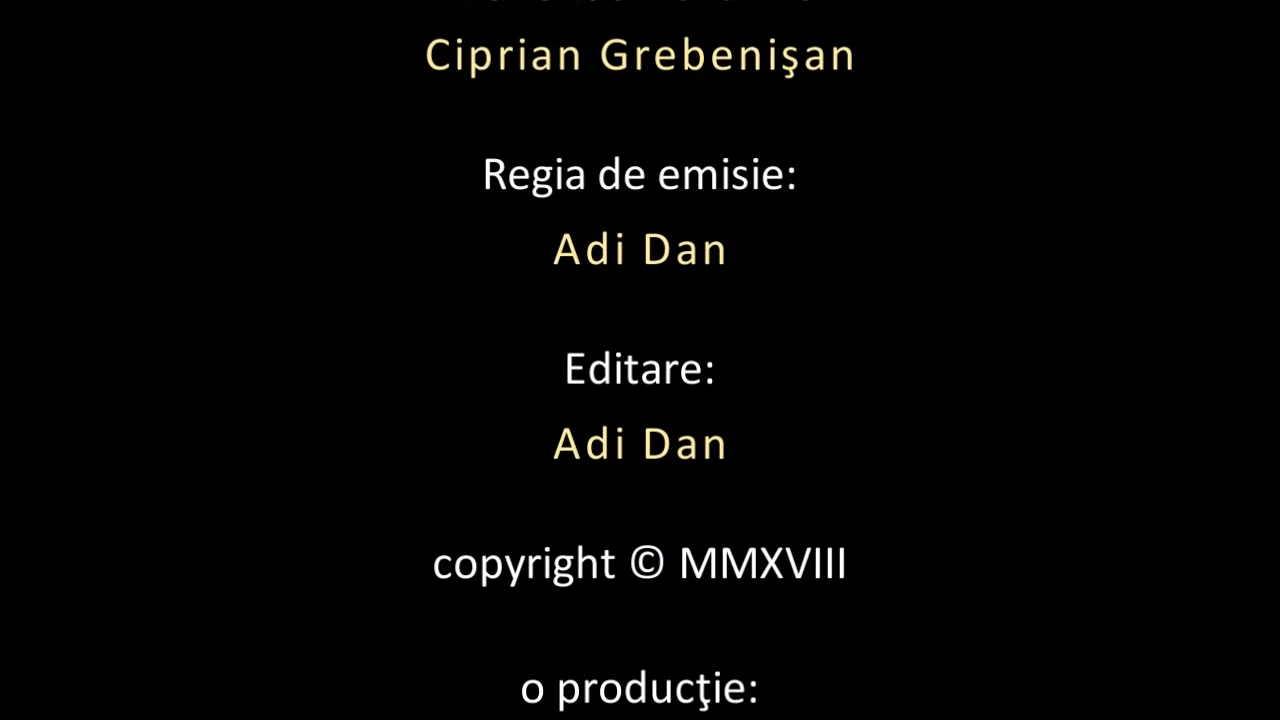 Ciprian Grebenişan
Regia de emisie:
Adi Dan
Editare:
Adi Dan
copyright © MMXVIII
o producţie: